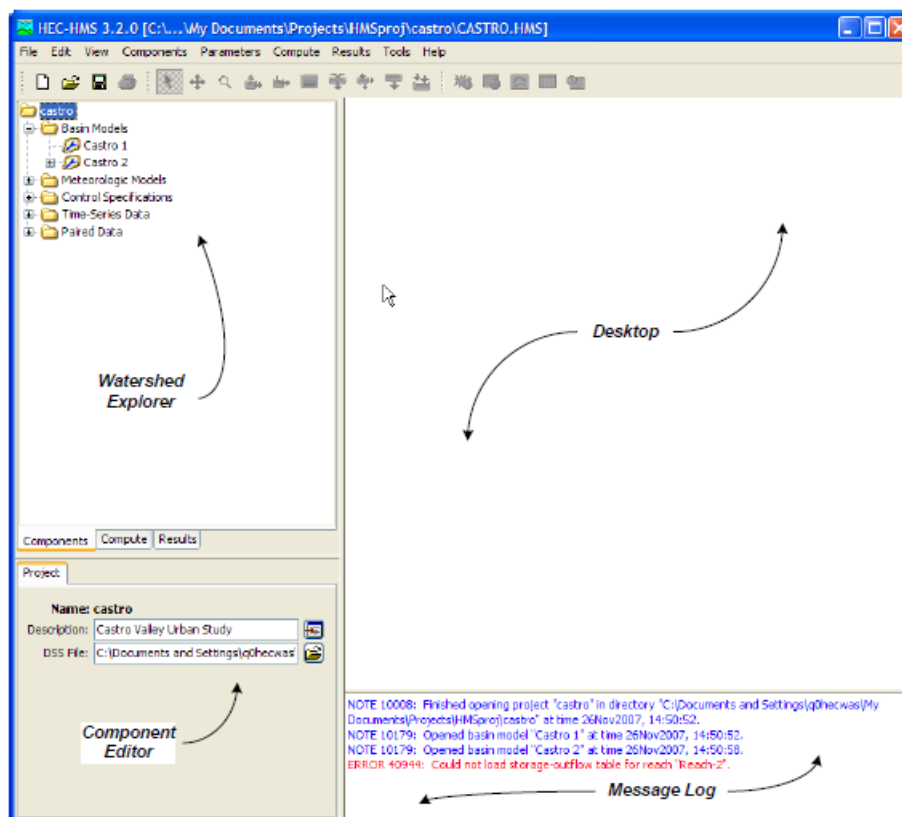 HEC-HMS 3.2.0 [C:\...\My Documents\Projects\HMSproj\castro\CASTRO.HMS]
File Edit View Components Parameters Compute Results Tools Help
castro
Basin Models
Castro 1
Castro 2
Meteorologic Models
Control Specifications
Time-Series Data
Paired Data
Watershed
Explorer
Desktop
Components Compute Results
Project
Name: castro
Description: Castro Valley Urban Study
DSS File: C:\Documents and Settings\q0hecwas\
Component
Editor
NOTE 10008: Finished opening project "castro" in directory "C:\Documents and Settings\q0hecwas\My
Documents\Projects\HMSproj\castro" at time 26Nov2007, 14:50:52.
NOTE 10179: Opened basin model "Castro 1" at time 26Nov2007, 14:50:52.
NOTE 10179: Opened basin model "Castro 2" at time 26Nov2007, 14:50:58.
ERROR 40944: Could not load storage-outflow table for reach "Reach-2".
Message Log